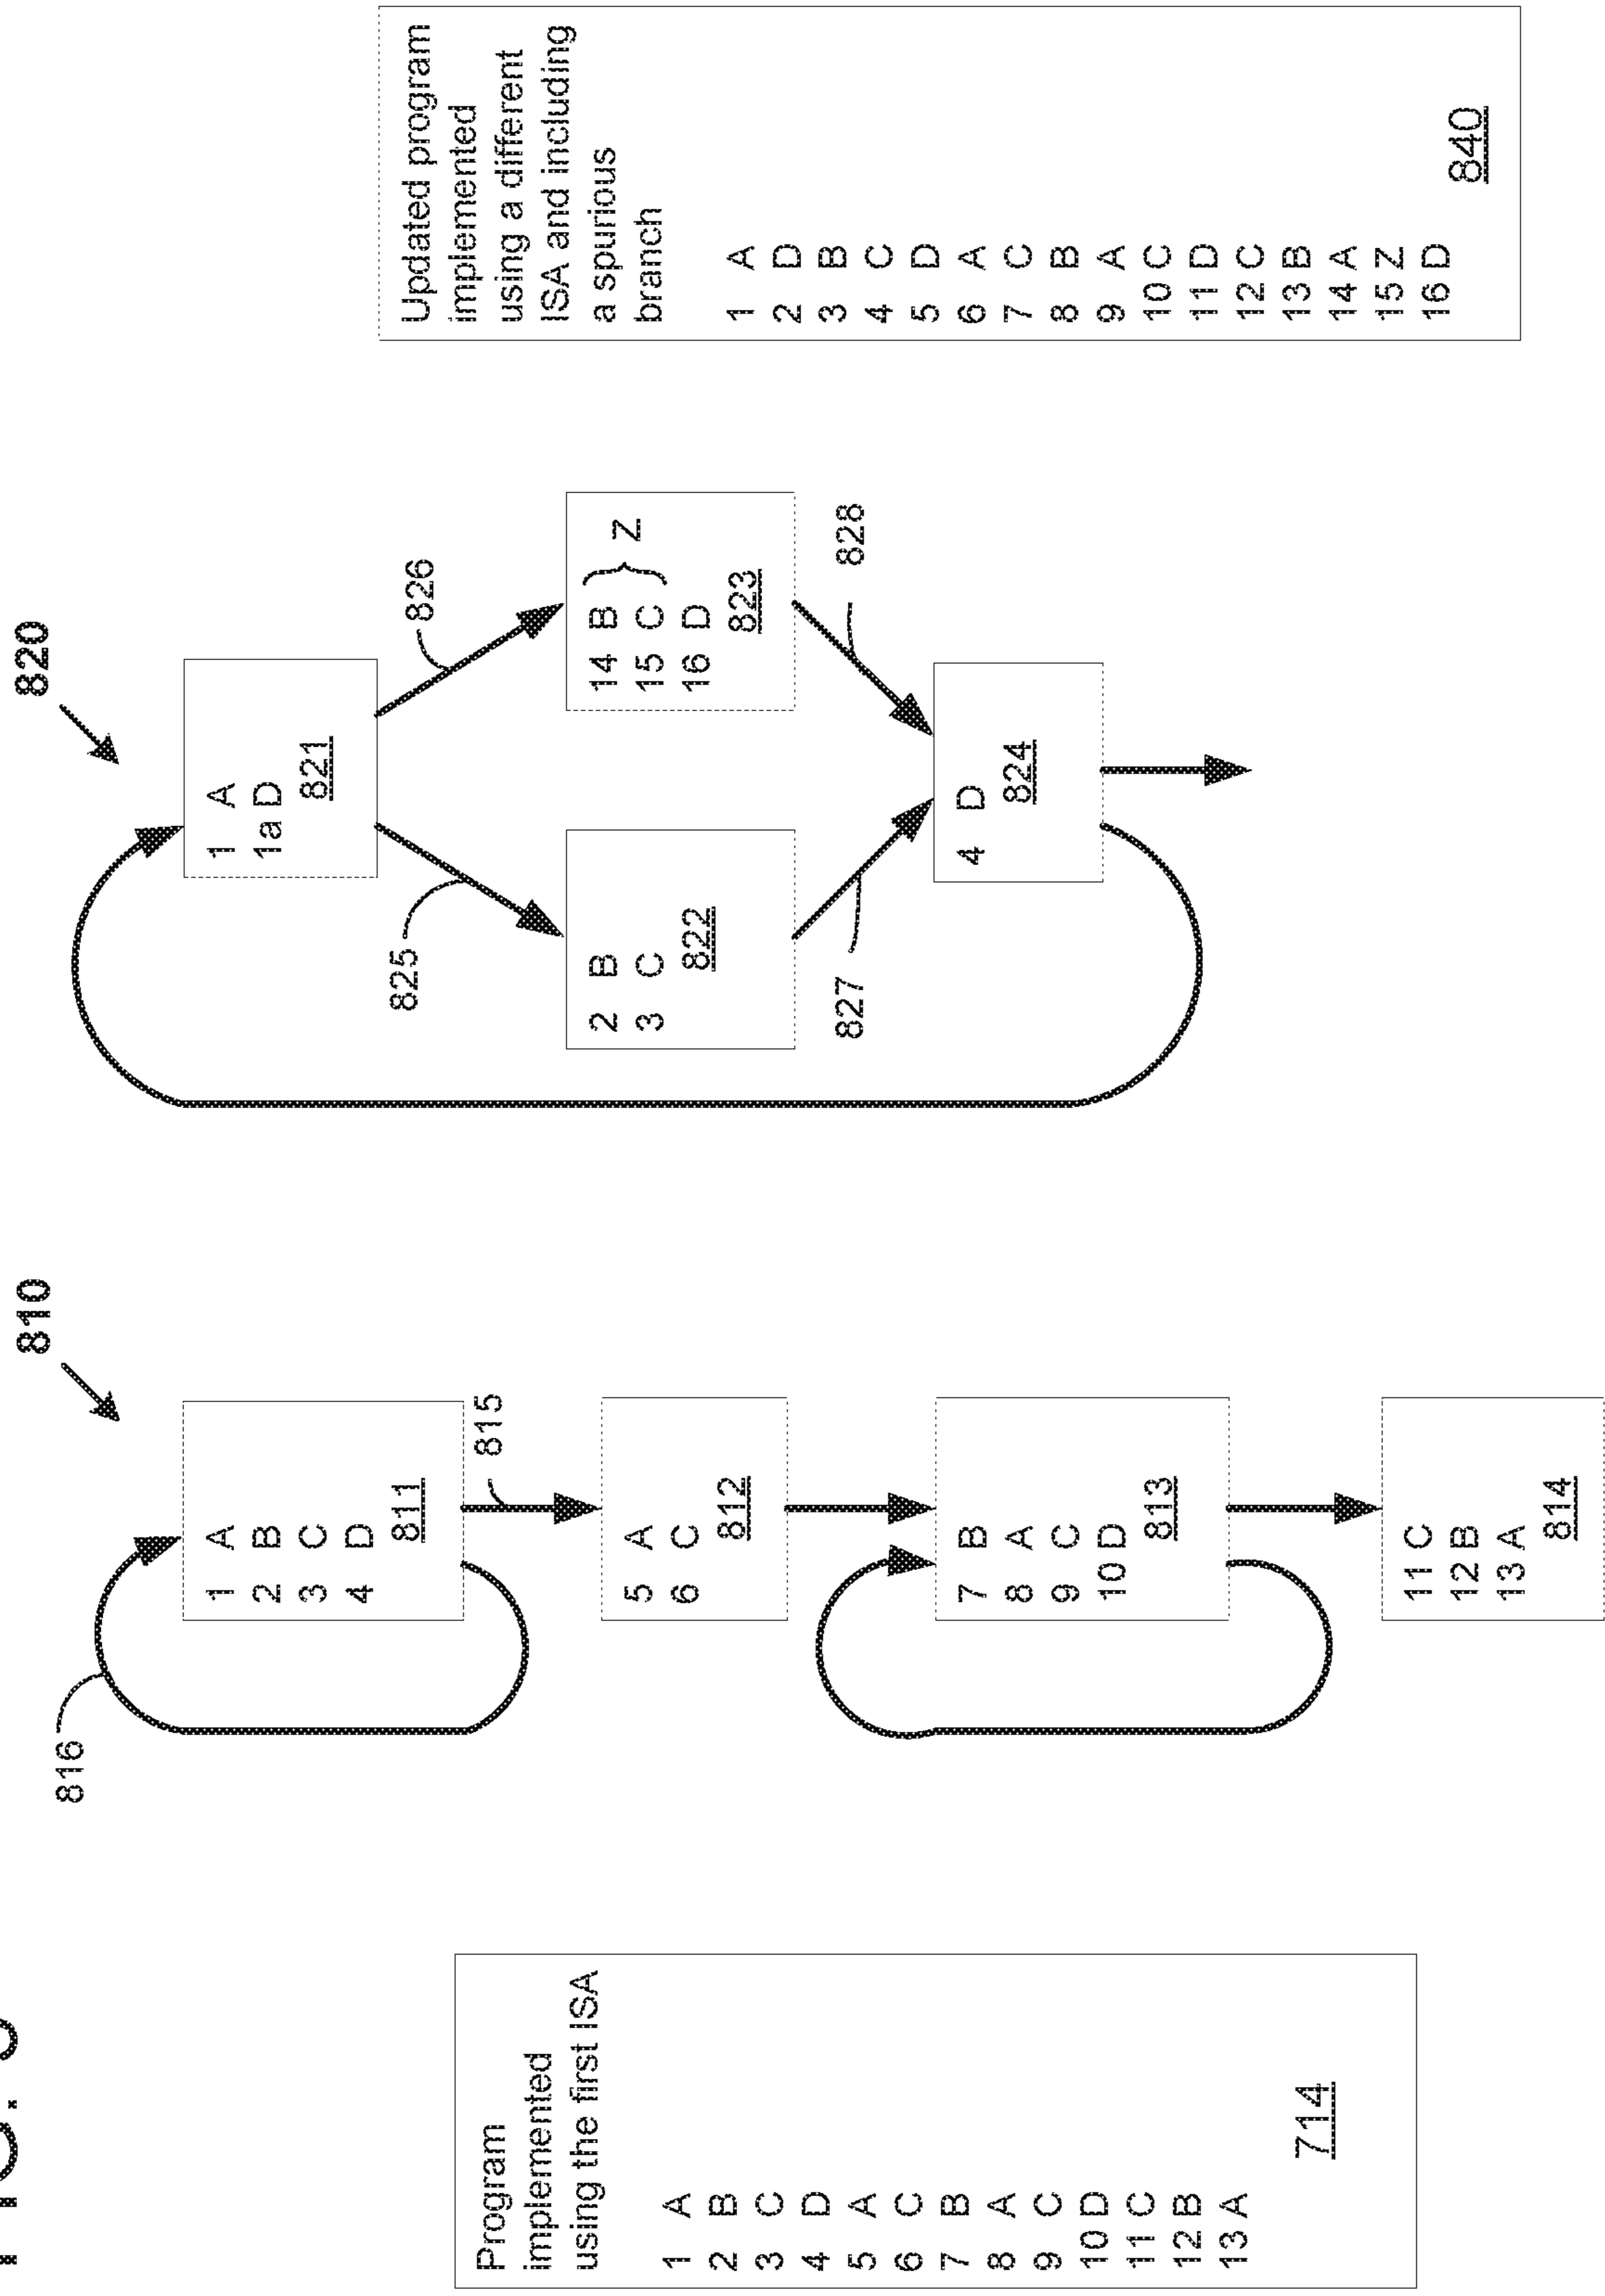 FIG.
Program
implemented
using the first ISA
1 A
2 B
3 C
4 D
5 A
6 C
7 B
8 A
9 C
10 D
11 C
12 B
13 A
714
810
816
1 A
2 B
3 C
4 D
811
815
5 A
6 C
812
7 B
8 A
9 C
10 D
813
11 C
12 B
13 A
814
820
1 A
1a D
821
825
826
2 B
3 C
822
14 B
15 C
} Z
16 D
823
827
828
4 D
824
Updated program
implemented
using a different
ISA and including
a spurious
branch
1 A
2 D
3 B
4 C
5 D
6 A
7 C
8 B
9 A
10 C
11 D
12 C
13 B
14 A
15 Z
16 D
840